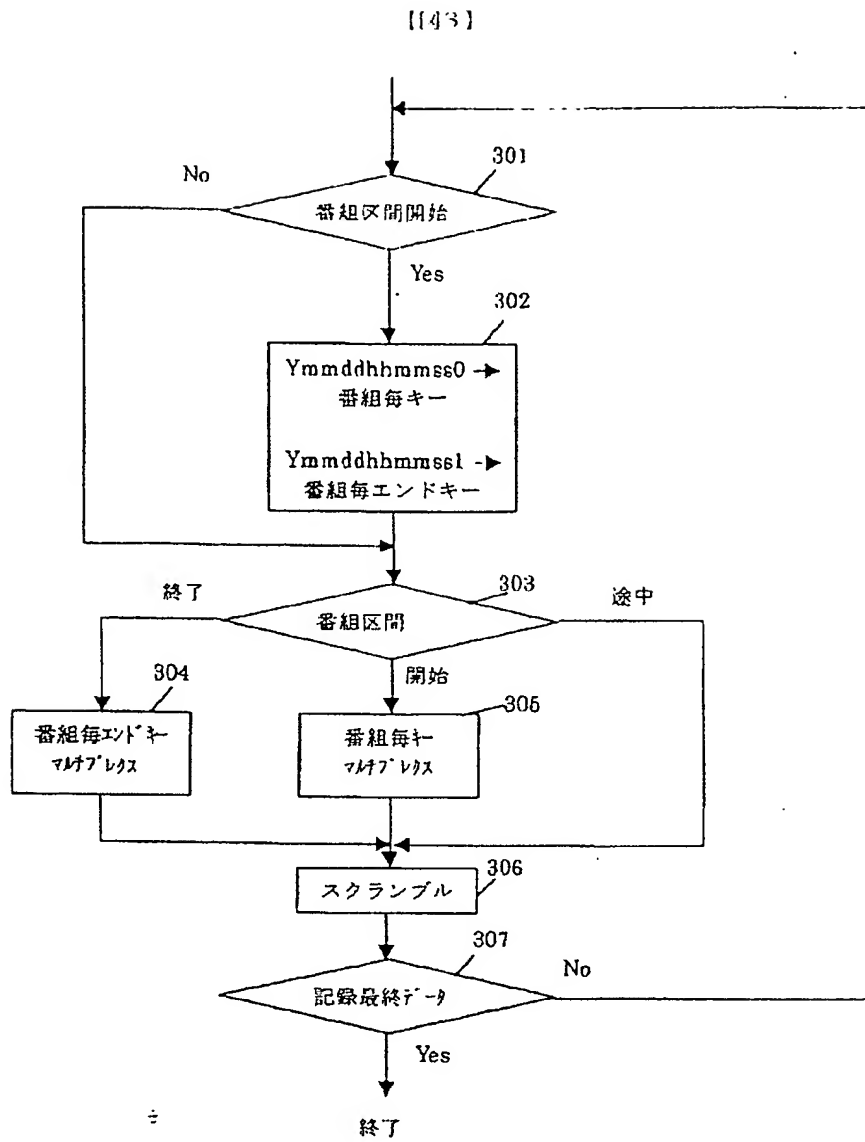 301
No
番組区間開始
Yes
302
Ymmddhhmmss0 →
番組毎キー
Ymmddhhmmss1 →
番組毎エンドキー
303
終了
途中
番組区間
開始
304
305
番組毎エンドキー
マルチプレクス
番組毎キー
マルチプレクス
スクランブル
306
307
No
記録最終データ
Yes
終了